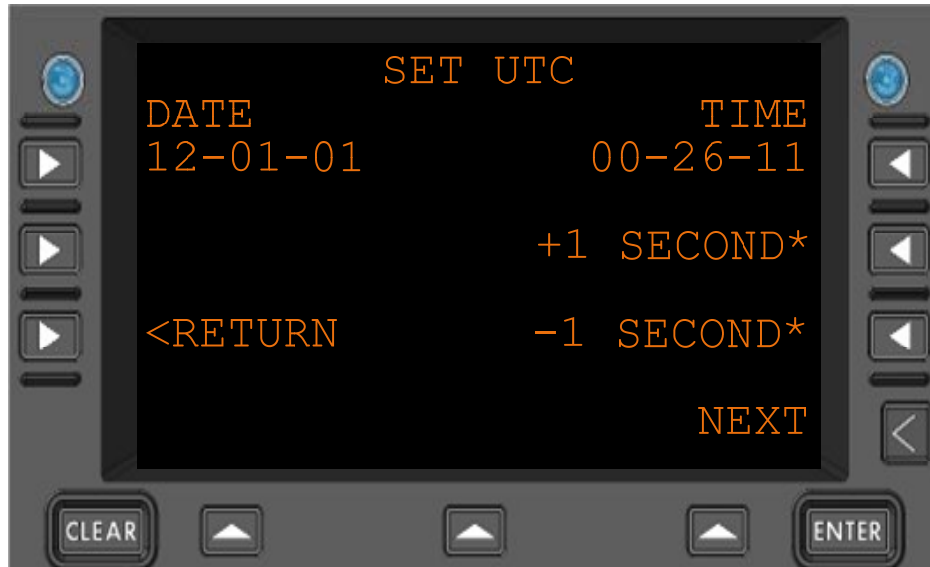 SET UTC
DATE TIME
12-01-01 00-26-11
+1 SECOND*
<RETURN -1 SECOND*
NEXT
CLEAR ENTER